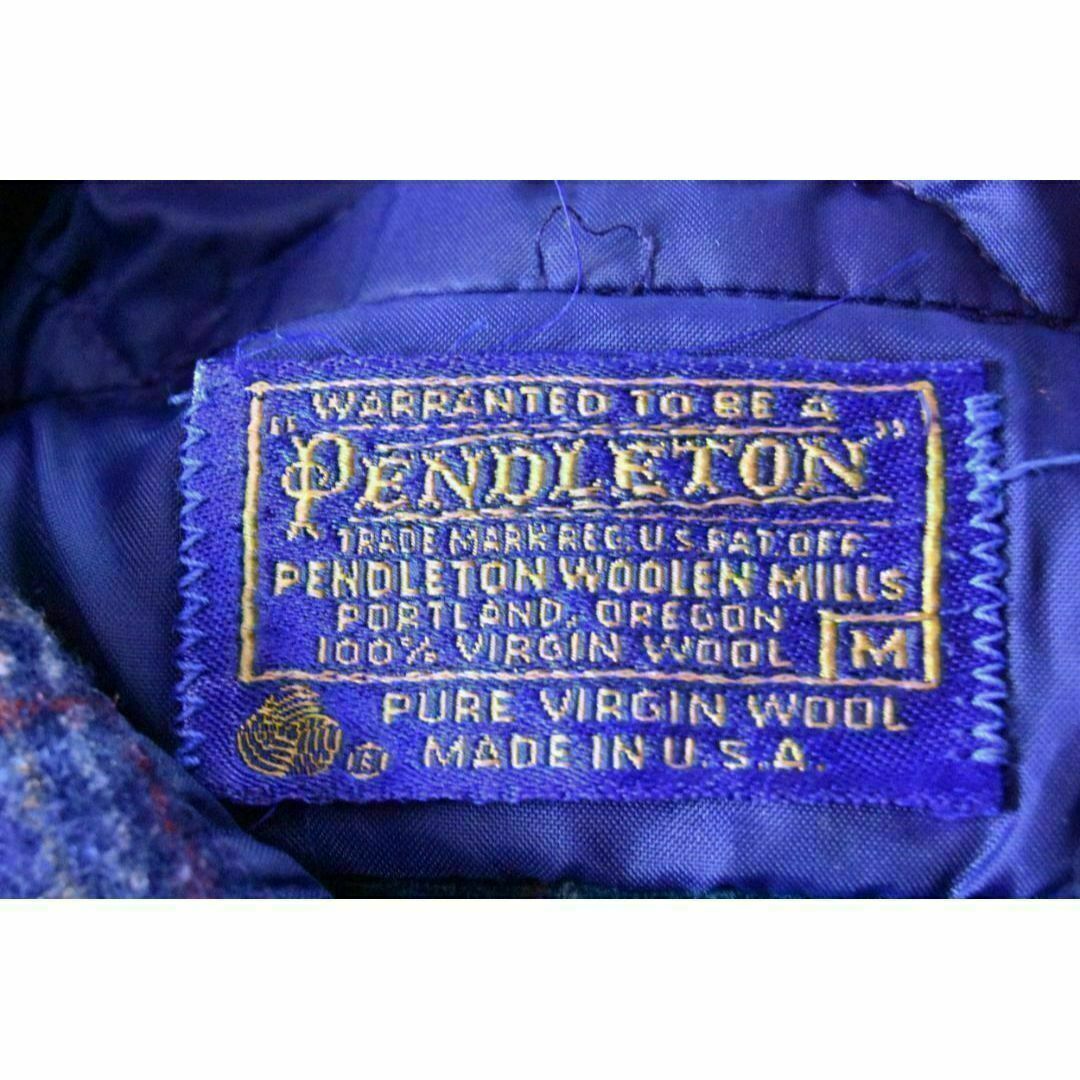 WARRANTED TO BE A
"PENDLETON"
TRADE MARK REG. U.S. PAT. OFF.
PENDLETON WOOLEN MILLS
PORTLAND, OREGON
100% VIRGIN WOOL M
PURE VIRGIN WOOL
MADE IN U.S.A.